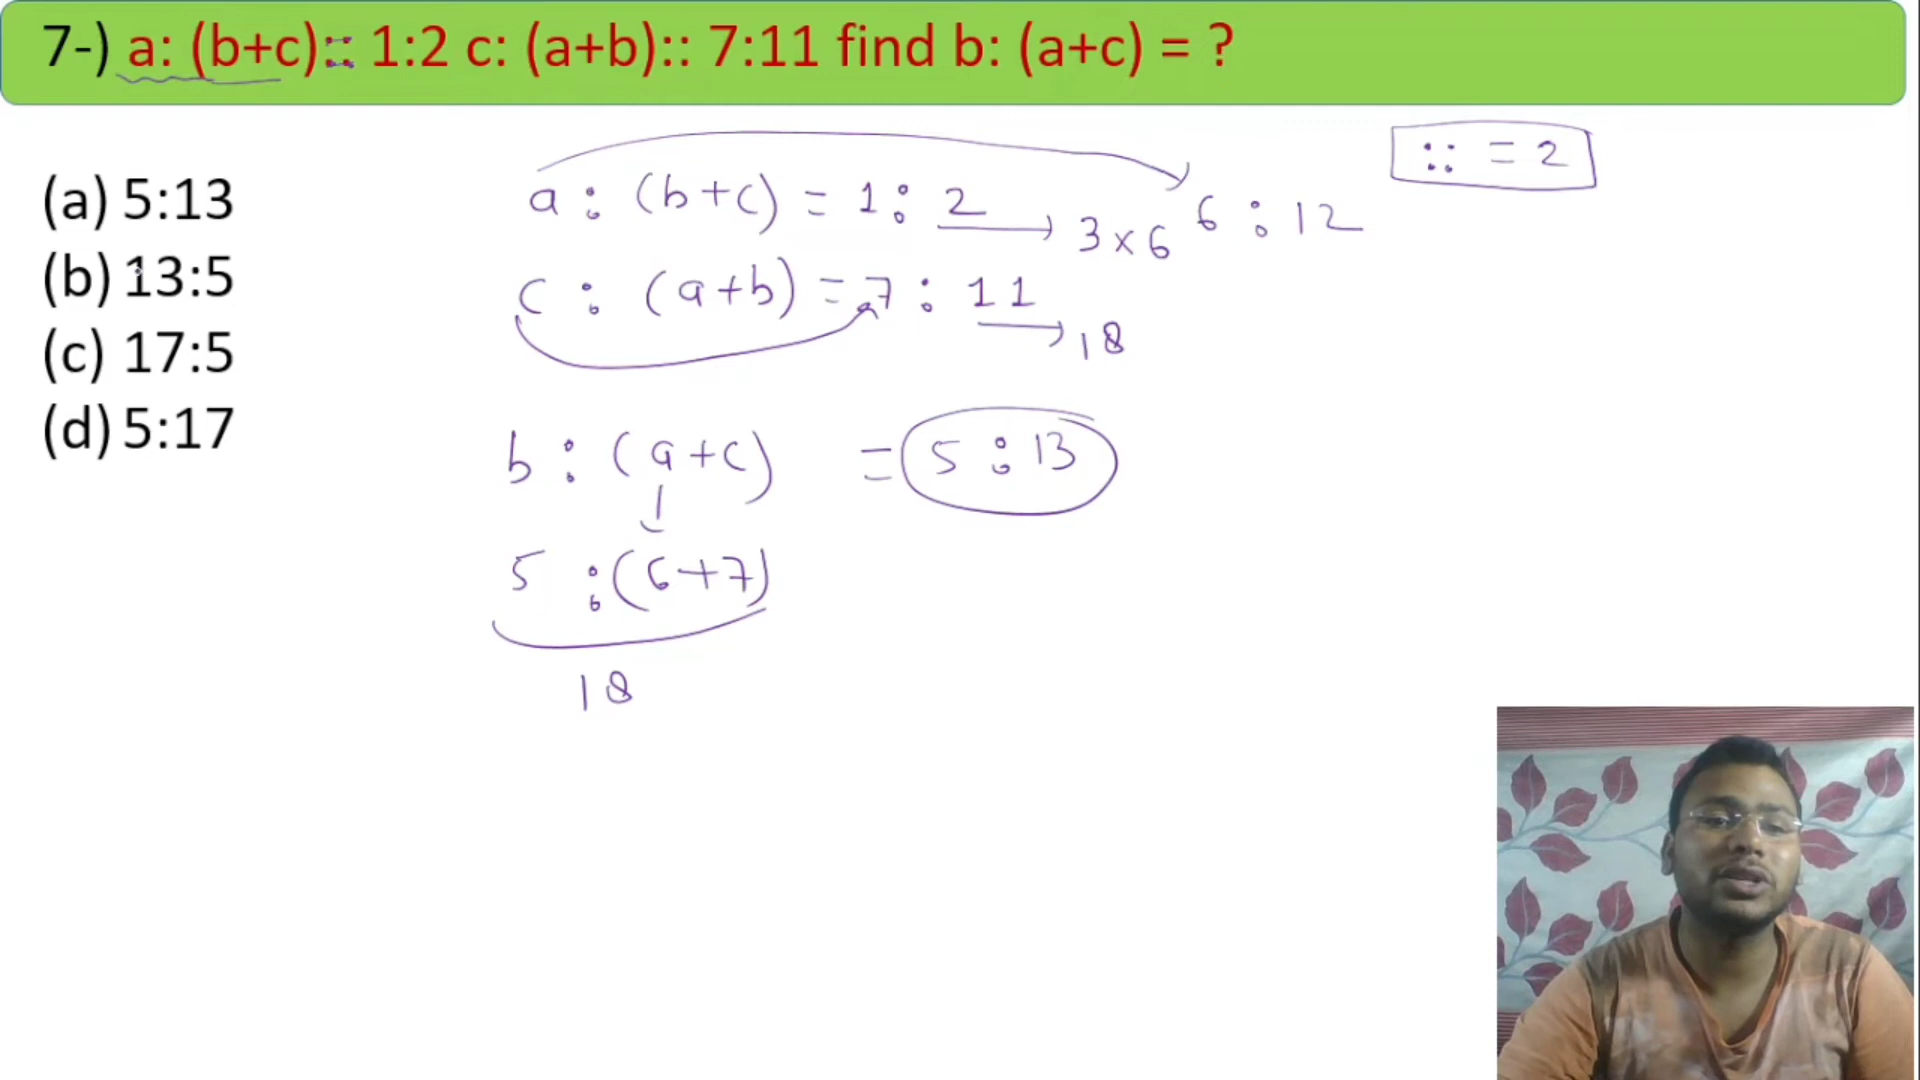 7-) a: (b+c):: 1:2 c: (a+b):: 7:11 find b: (a+c) = ?
(a) 5:13
(b) 13:5
(c) 17:5
(d) 5:17
:: = 2
a : (b+c) = 1 : 2 → 3×6 6 : 12
c : (a+b) = 7 : 11 → 18
b : (a+c) = 5 : 13
5 : (6+7)
18